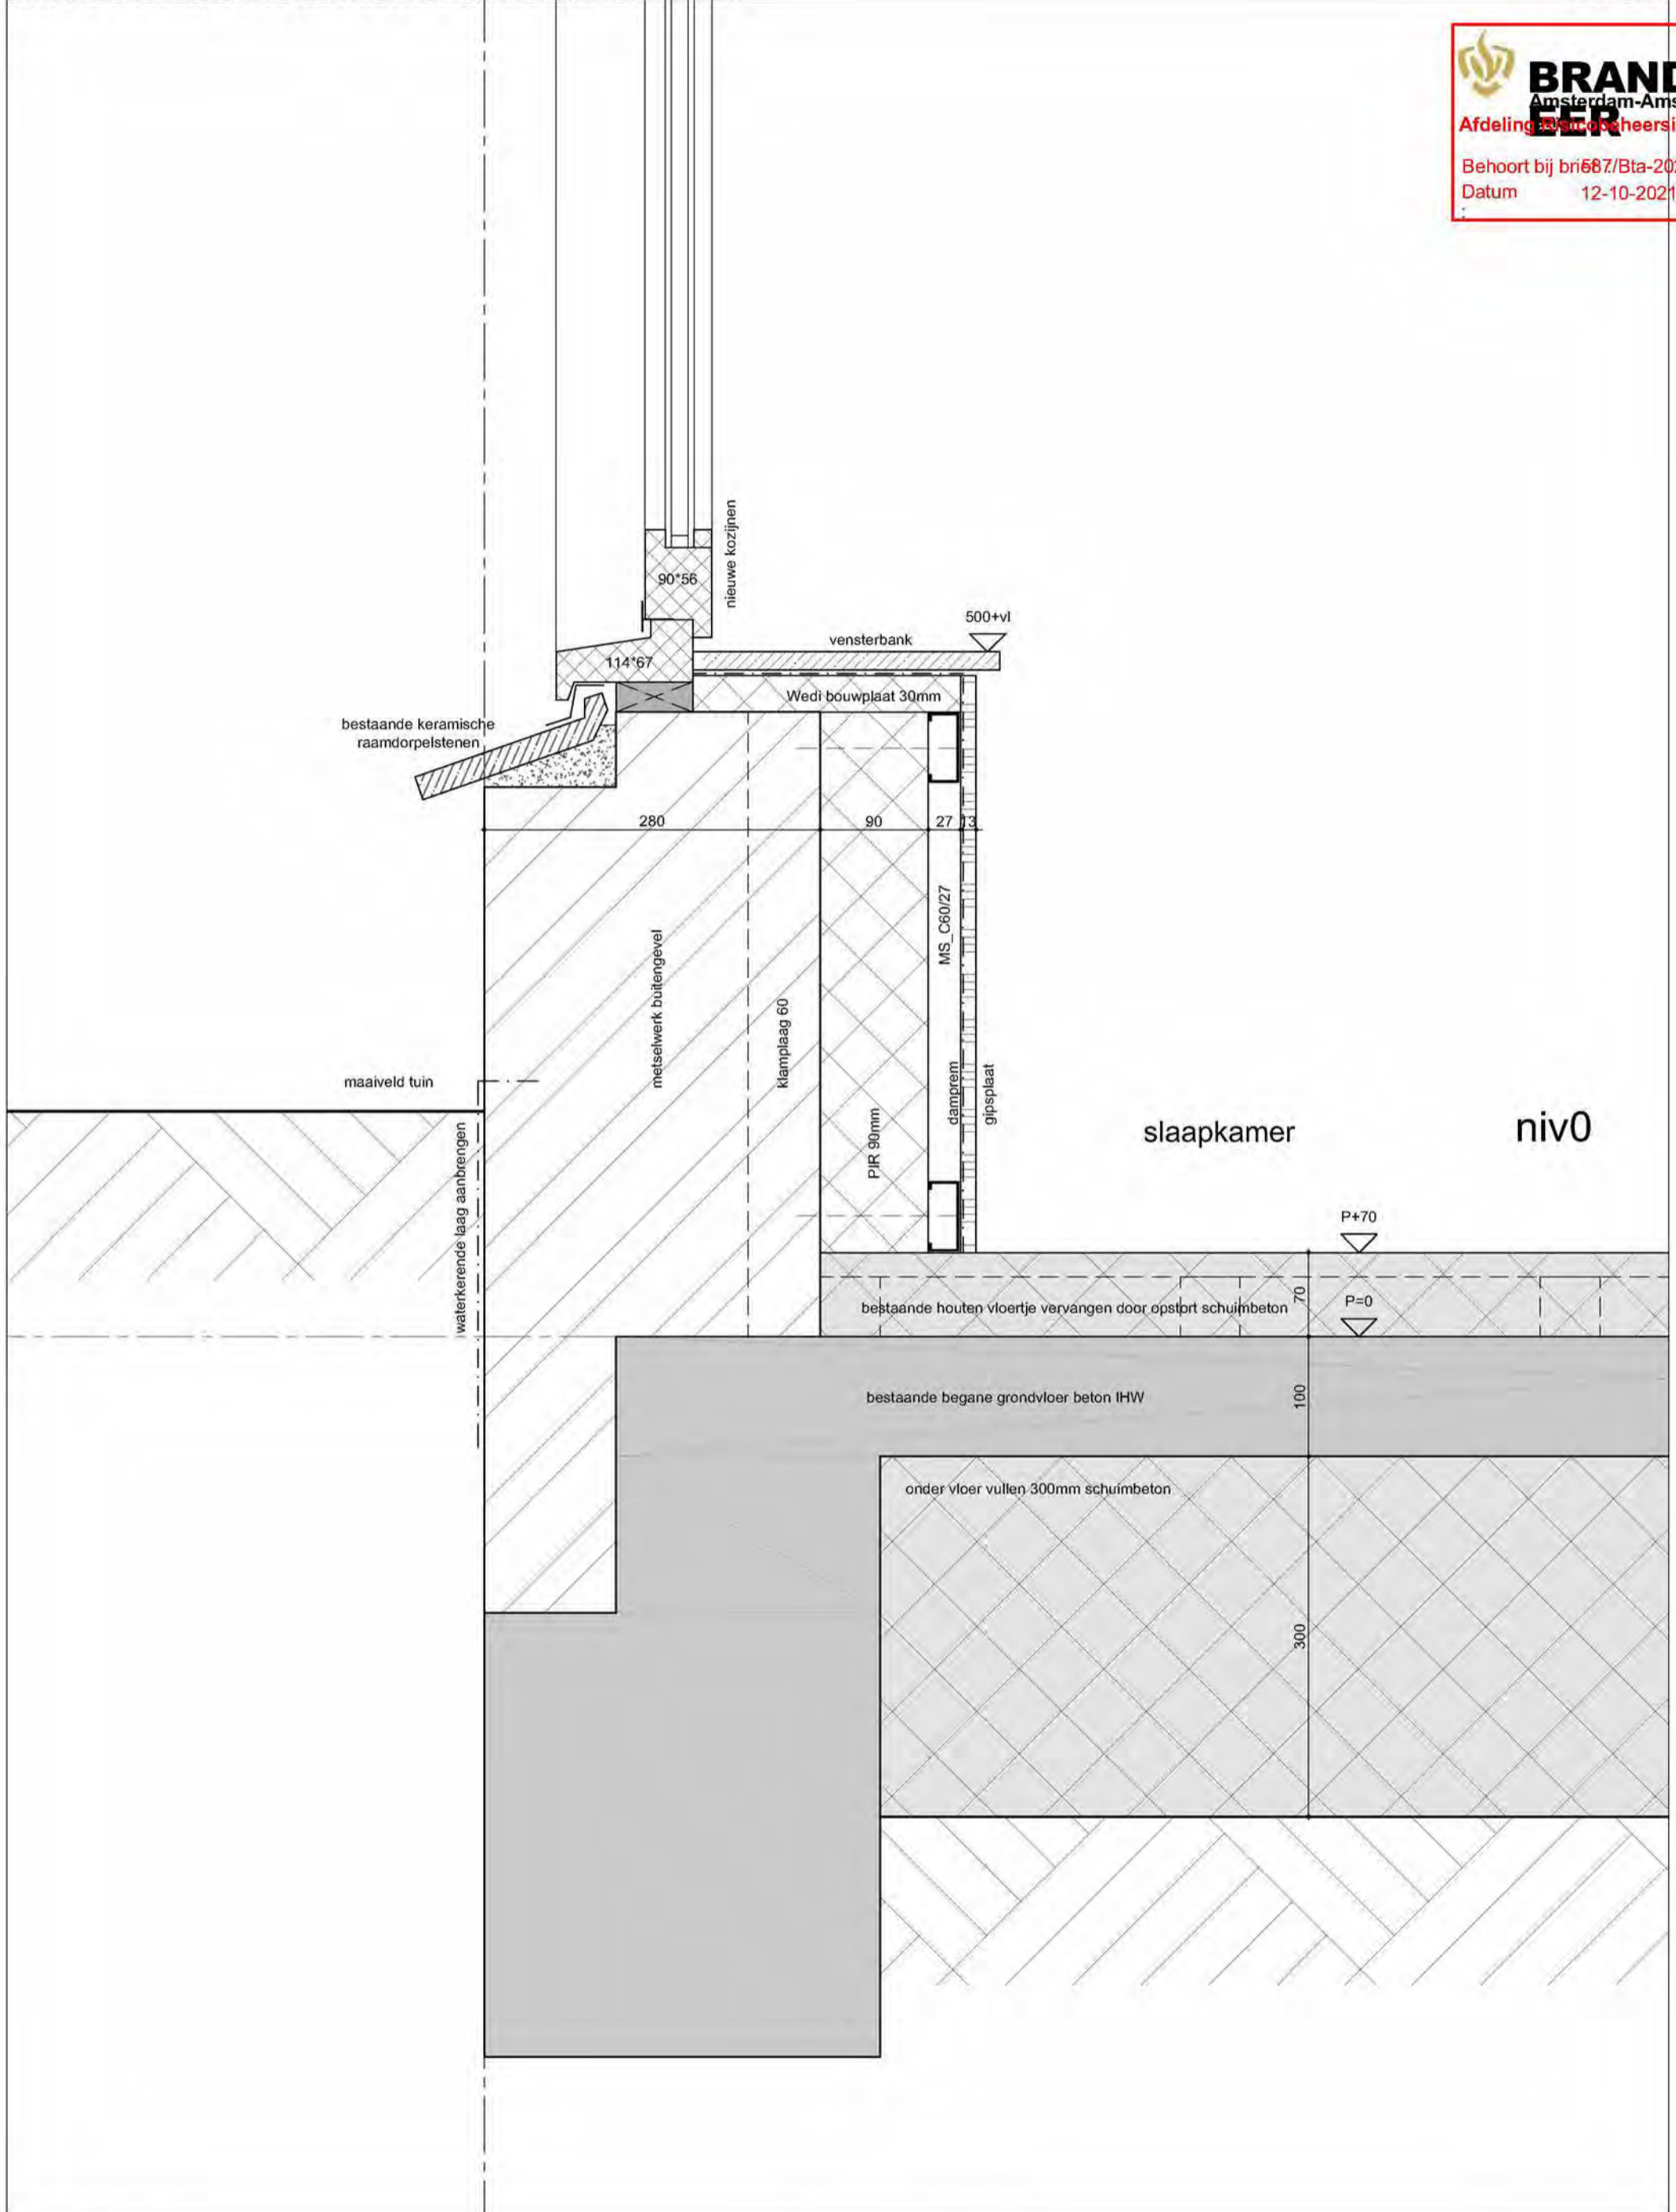 BRAND
Amsterdam-Ams
EER
Afdeling Risicobeheersi
Behoort bij brief: 587/Bta-20
Datum 12-10-2021
:
nieuwe kozijnen
90*56
500+vl
vensterbank
114*67
Wedi bouwplaat 30mm
bestaande keramische
raamdorpelstenen
280
90
27
13
MS_C60/27
metselwerk buitengevel
klamplaag 60
maaiveld tuin
damprem
gipsplaat
PIR 90mm
waterkerende laag aanbrengen
slaapkamer
niv0
P+70
70
bestaande houten vloertje vervangen door opstort schuimbeton
P=0
bestaande begane grondvloer beton IHW
100
onder vloer vullen 300mm schuimbeton
300